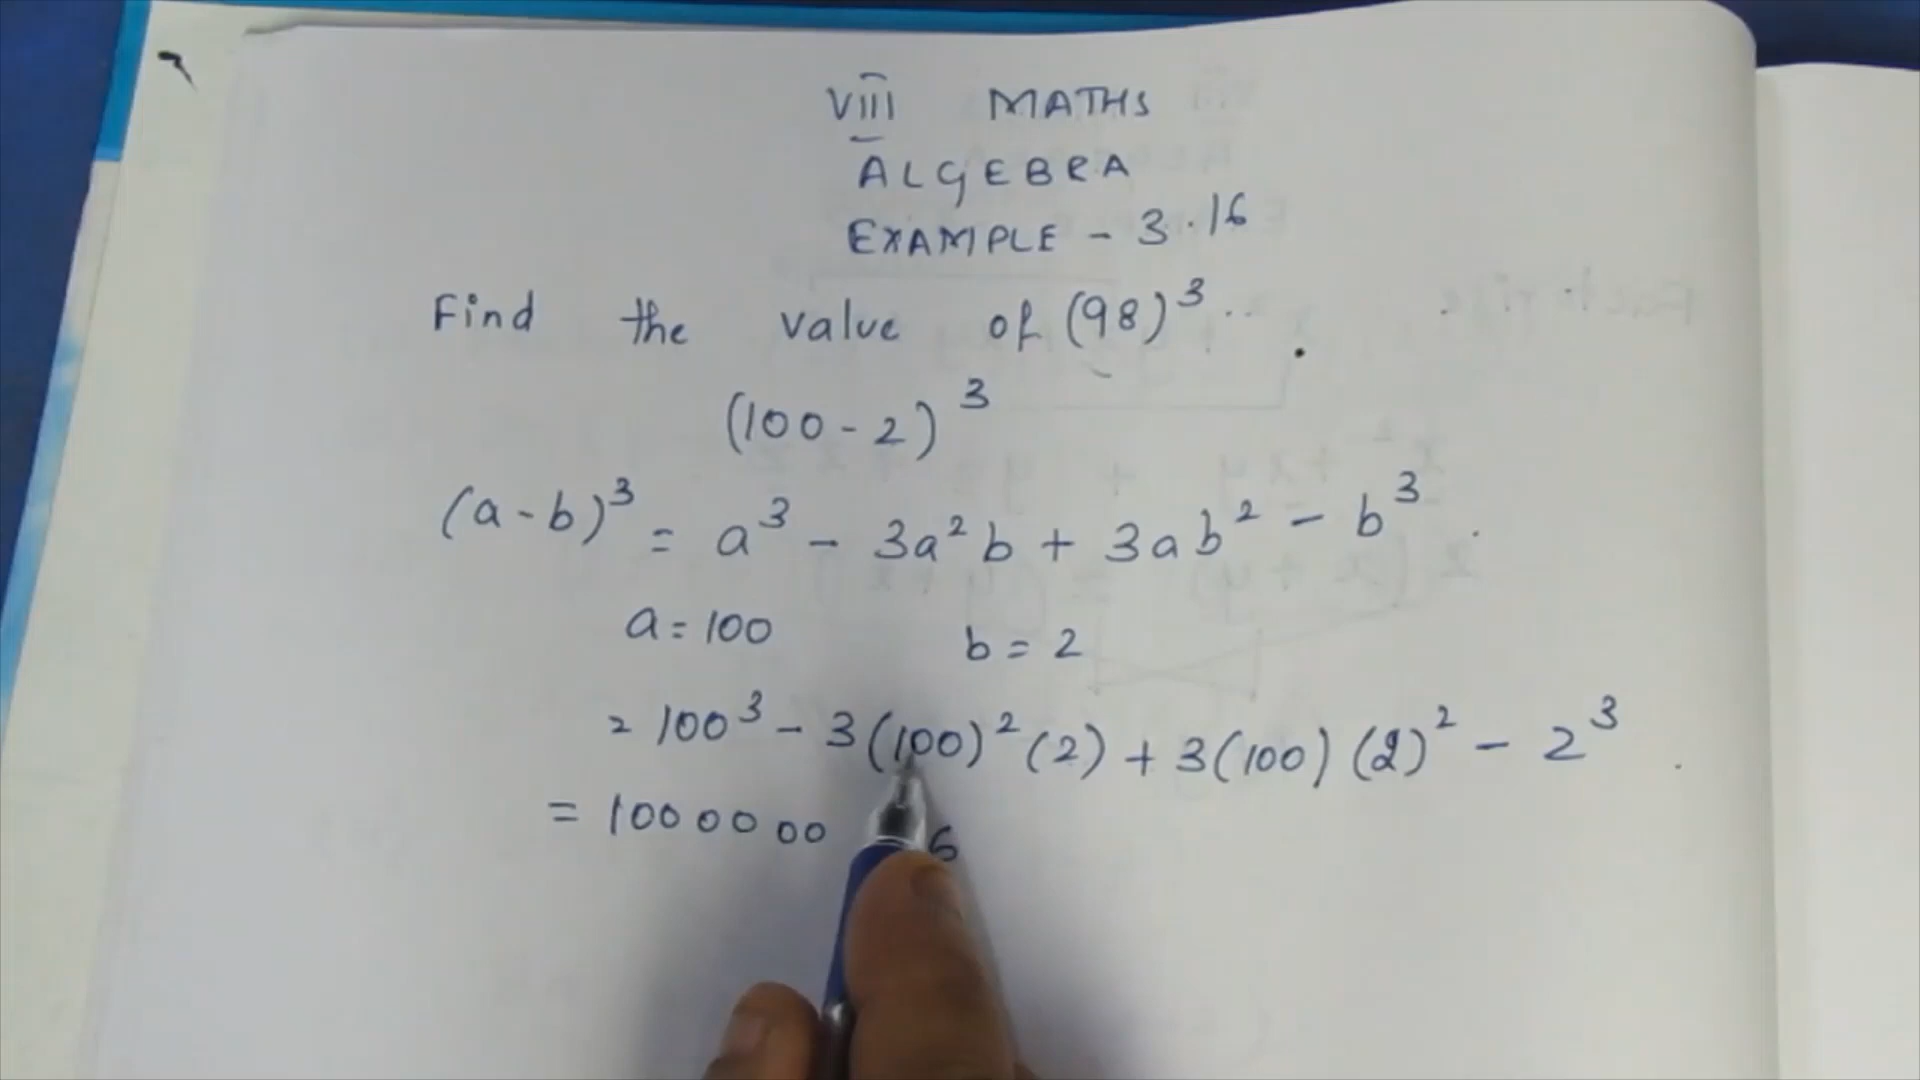 VIII MATHS
ALGEBRA
EXAMPLE - 3.16
Find the value of (98)³.
(100-2)³
(a-b)³ = a³ - 3a²b + 3ab² - b³
a=100 b=2
= 100³ - 3(100)²(2) + 3(100)(2)² - 2³
= 1000000 6